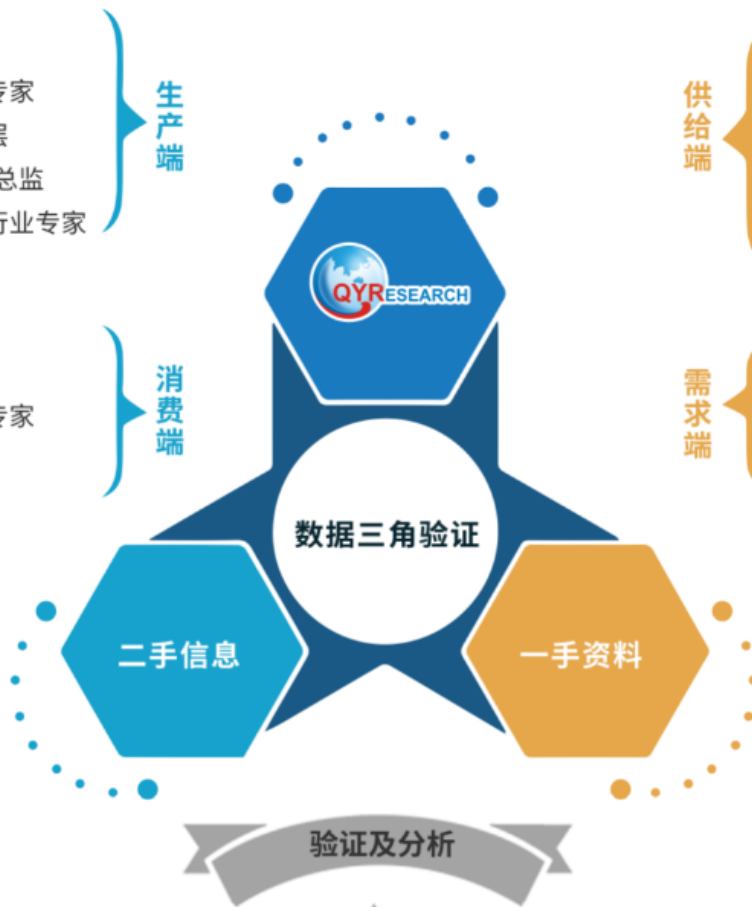 专家
层
总监
行业专家
生产端
供给端
QYRESEARCH
专家
消费端
需求端
数据三角验证
二手信息
一手资料
验证及分析